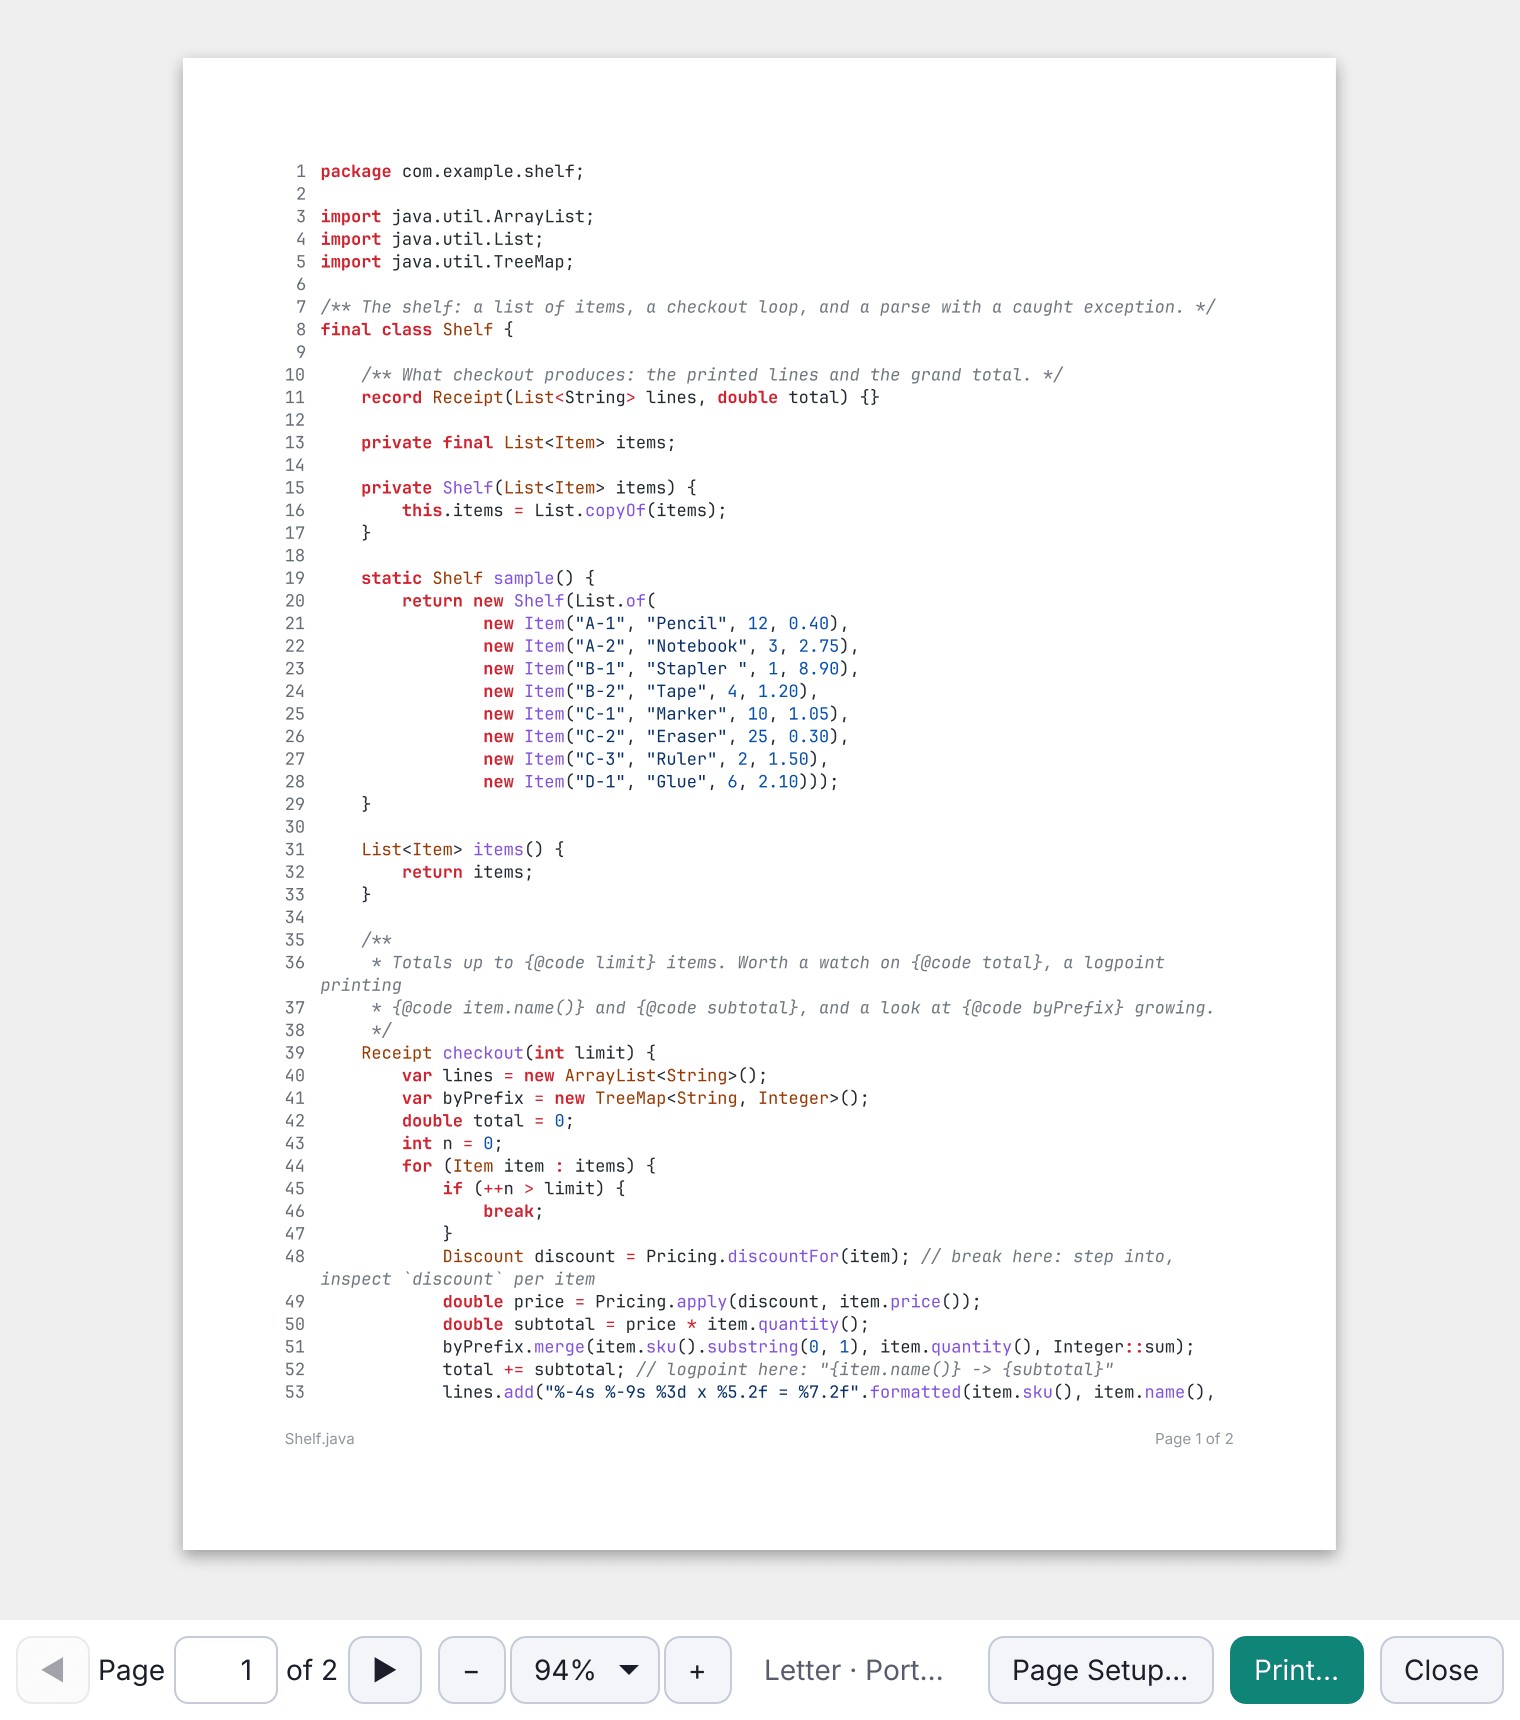 1 package com.example.shelf;
2
3 import java.util.ArrayList;
4 import java.util.List;
5 import java.util.TreeMap;
6
7 /** The shelf: a list of items, a checkout loop, and a parse with a caught exception. */
8 final class Shelf {
9
10     /** What checkout produces: the printed lines and the grand total. */
11     record Receipt(List<String> lines, double total) {}
12
13     private final List<Item> items;
14
15     private Shelf(List<Item> items) {
16         this.items = List.copyOf(items);
17     }
18
19     static Shelf sample() {
20         return new Shelf(List.of(
21                 new Item("A-1", "Pencil", 12, 0.40),
22                 new Item("A-2", "Notebook", 3, 2.75),
23                 new Item("B-1", "Stapler ", 1, 8.90),
24                 new Item("B-2", "Tape", 4, 1.20),
25                 new Item("C-1", "Marker", 10, 1.05),
26                 new Item("C-2", "Eraser", 25, 0.30),
27                 new Item("C-3", "Ruler", 2, 1.50),
28                 new Item("D-1", "Glue", 6, 2.10)));
29     }
30
31     List<Item> items() {
32         return items;
33     }
34
35     /**
36      * Totals up to {@code limit} items. Worth a watch on {@code total}, a logpoint
printing
37      * {@code item.name()} and {@code subtotal}, and a look at {@code byPrefix} growing.
38      */
39     Receipt checkout(int limit) {
40         var lines = new ArrayList<String>();
41         var byPrefix = new TreeMap<String, Integer>();
42         double total = 0;
43         int n = 0;
44         for (Item item : items) {
45             if (++n > limit) {
46                 break;
47             }
48             Discount discount = Pricing.discountFor(item); // break here: step into,
inspect `discount` per item
49             double price = Pricing.apply(discount, item.price());
50             double subtotal = price * item.quantity();
51             byPrefix.merge(item.sku().substring(0, 1), item.quantity(), Integer::sum);
52             total += subtotal; // logpoint here: "{item.name()} -> {subtotal}"
53             lines.add("%-4s %-9s %3d x %5.2f = %7.2f".formatted(item.sku(), item.name(),
Shelf.java Page 1 of 2
Page 1 of 2 − 94% + Letter · Port... Page Setup... Print... Close